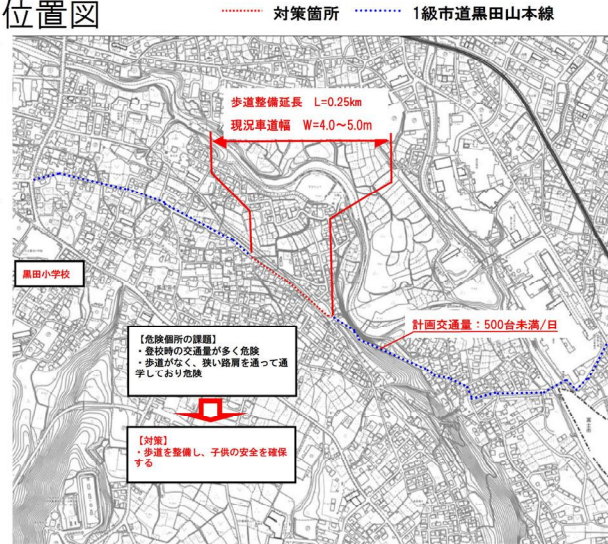 位置図
対策箇所 1級市道黒田山本線
歩道整備延長 L=0.25km
現況車道幅 W=4.0～5.0m
黒田小学校
計画交通量：500台未満/日
【危険個所の課題】
・登校時の交通量が多く危険
・歩道がなく、狭い路肩を通って通
学しており危険
【対策】
・歩道を整備し、子供の安全を確保
する